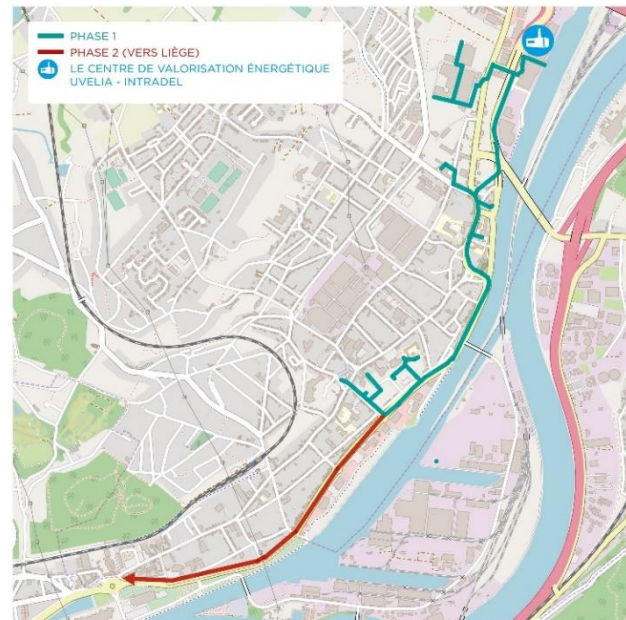 PHASE 1
PHASE 2 (VERS LIÈGE)
LE CENTRE DE VALORISATION ÉNERGÉTIQUE
UVELIA - INTRADEL